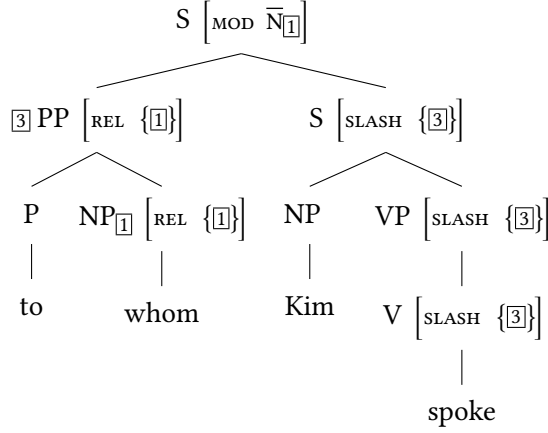 S [MOD N̅1]
3 PP [REL {1}] S [SLASH {3}]
P NP1 [REL {1}] NP VP [SLASH {3}]
to whom Kim V [SLASH {3}]
spoke